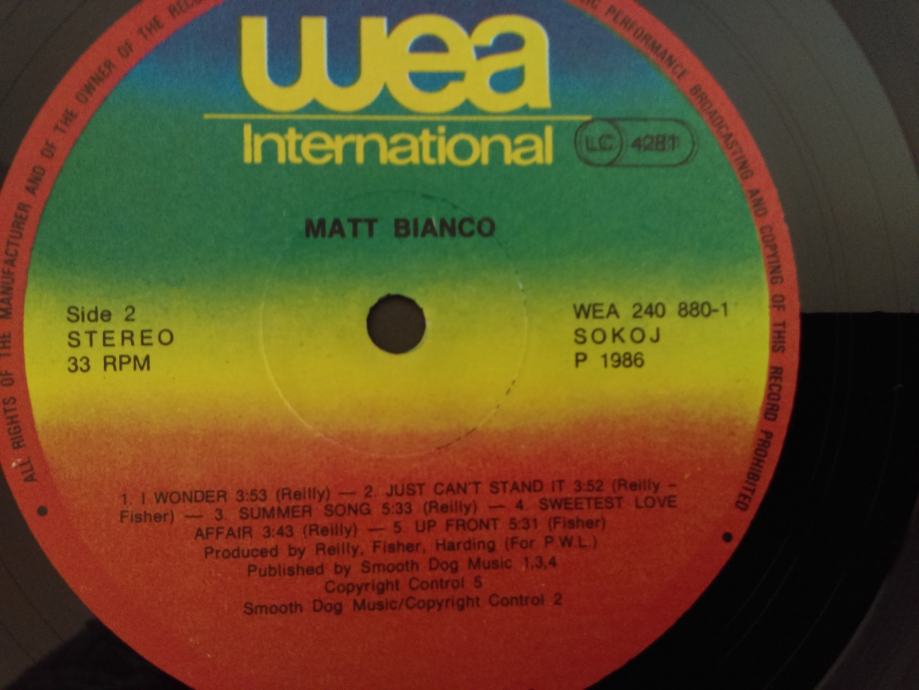 wea
International
LC 4281
MATT BIANCO
Side 2
STEREO
33 RPM
WEA 240 880-1
SOKOJ
P 1986
1. I WONDER 3:53 (Reilly) — 2. JUST CAN'T STAND IT 3:52 (Reilly –
Fisher) — 3. SUMMER SONG 5:33 (Reilly) — 4. SWEETEST LOVE
AFFAIR 3:43 (Reilly) — 5. UP FRONT 5:31 (Fisher)
Produced by Reilly, Fisher, Harding (For P.W.L.)
Published by Smooth Dog Music 1,3,4
Copyright Control 5
Smooth Dog Music/Copyright Control 2
ALL RIGHTS OF THE MANUFACTURER AND OF THE OWNER OF THE
PERFORMANCE BROADCASTING AND COPYING OF THIS RECORD PROHIBITED